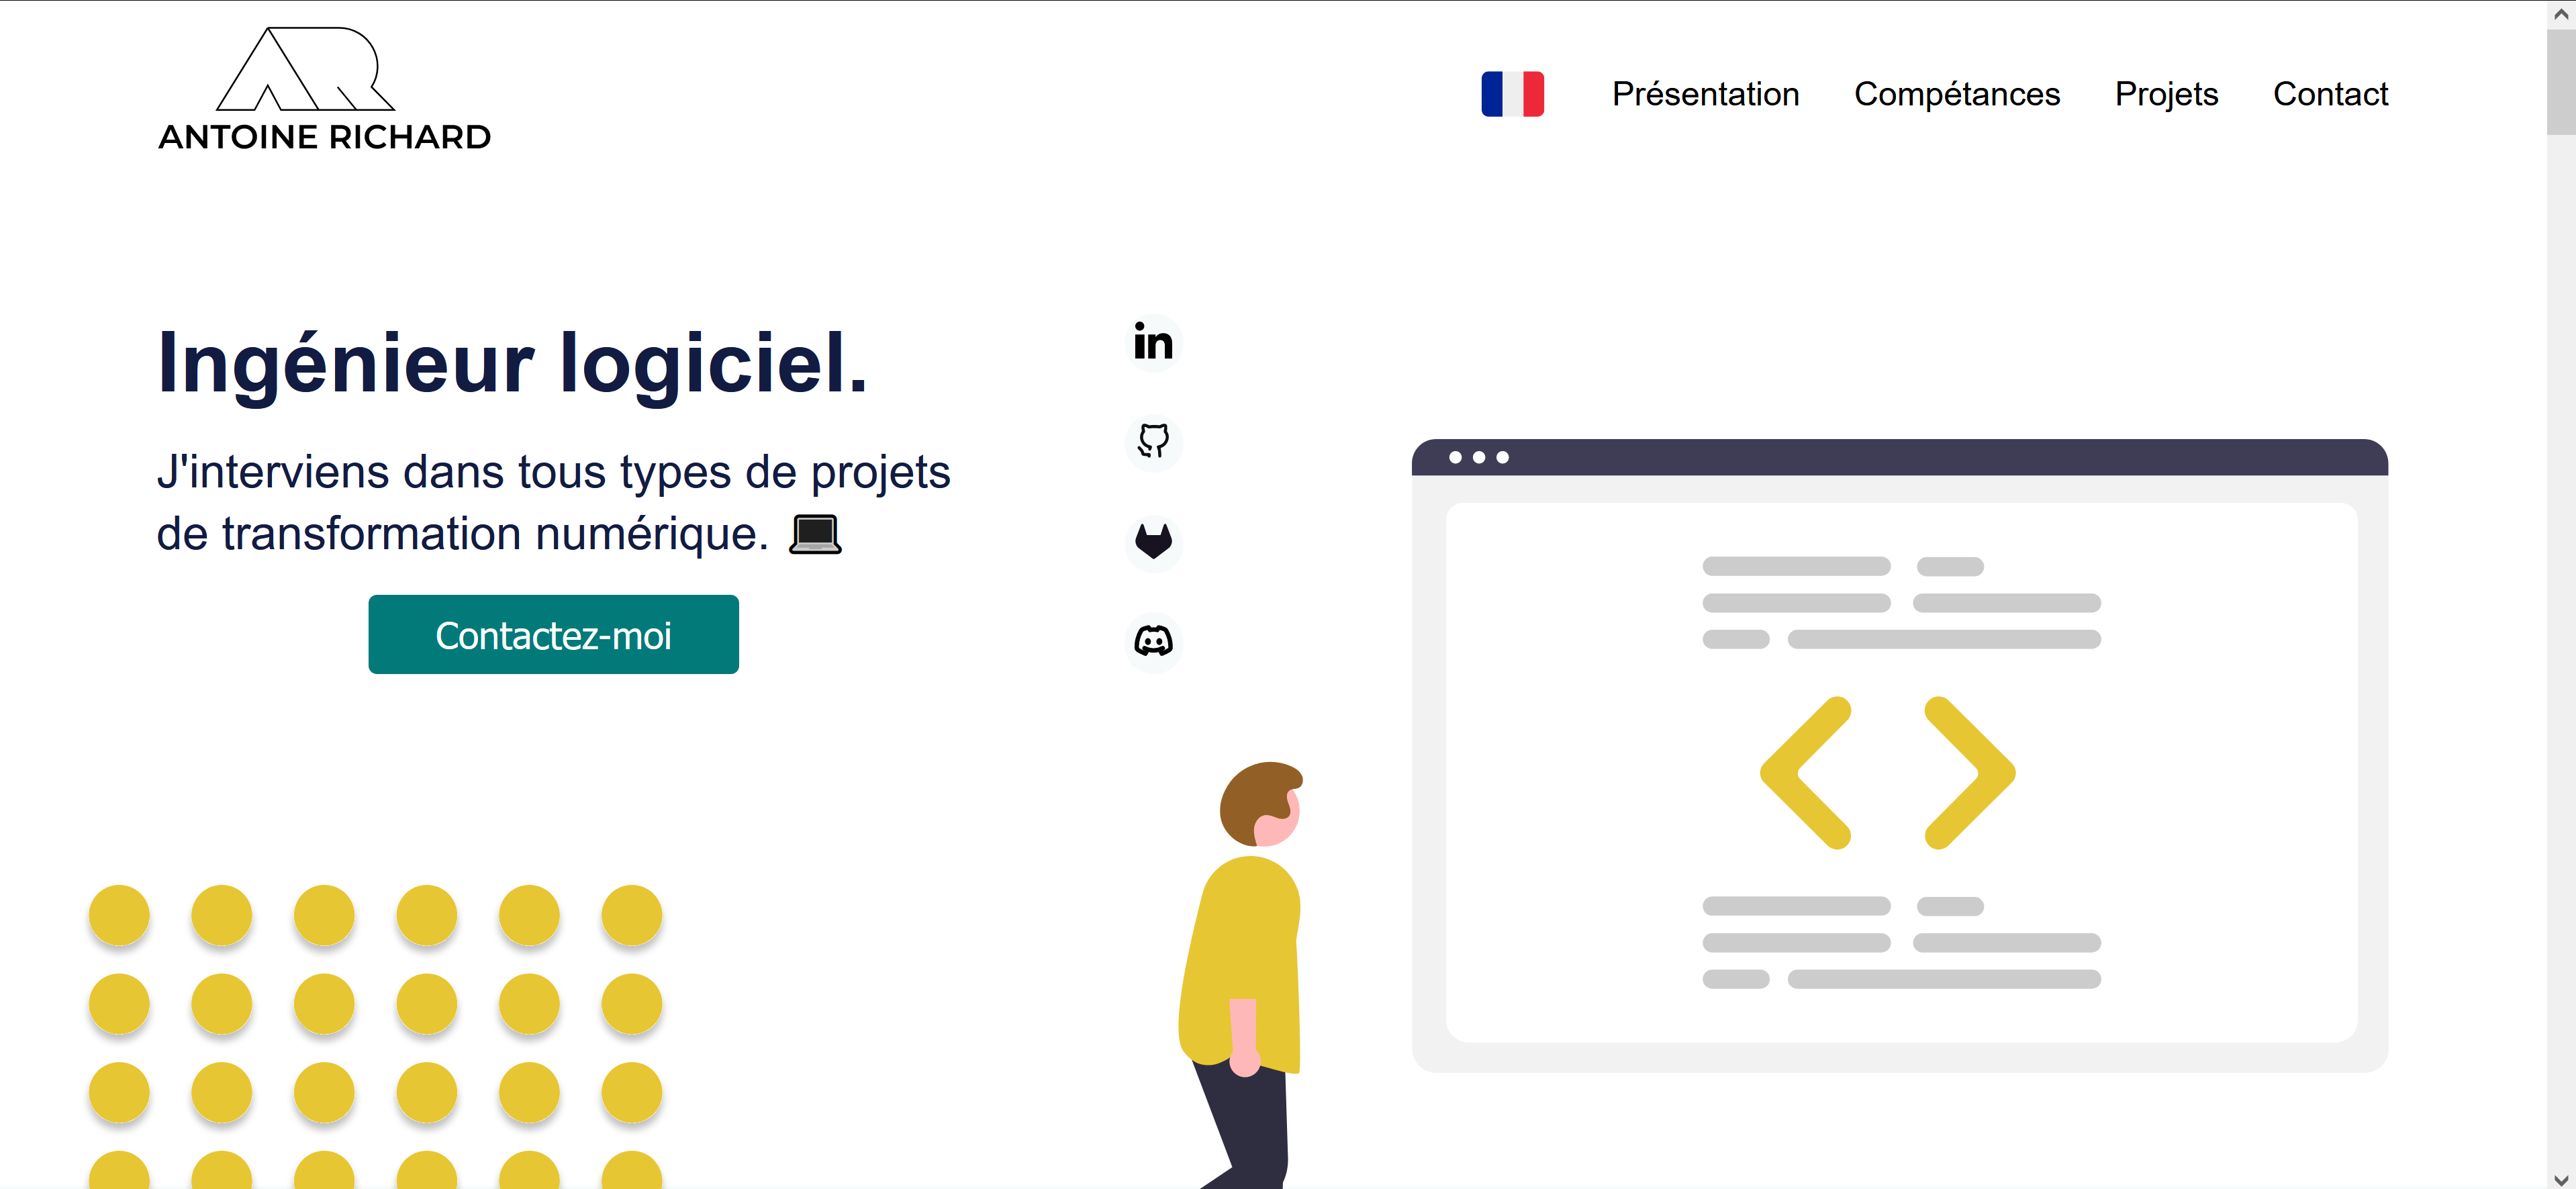 ANTOINE RICHARD
Présentation
Compétances
Projets
Contact
Ingénieur logiciel.
J'interviens dans tous types de projets
de transformation numérique. 💻
Contactez-moi